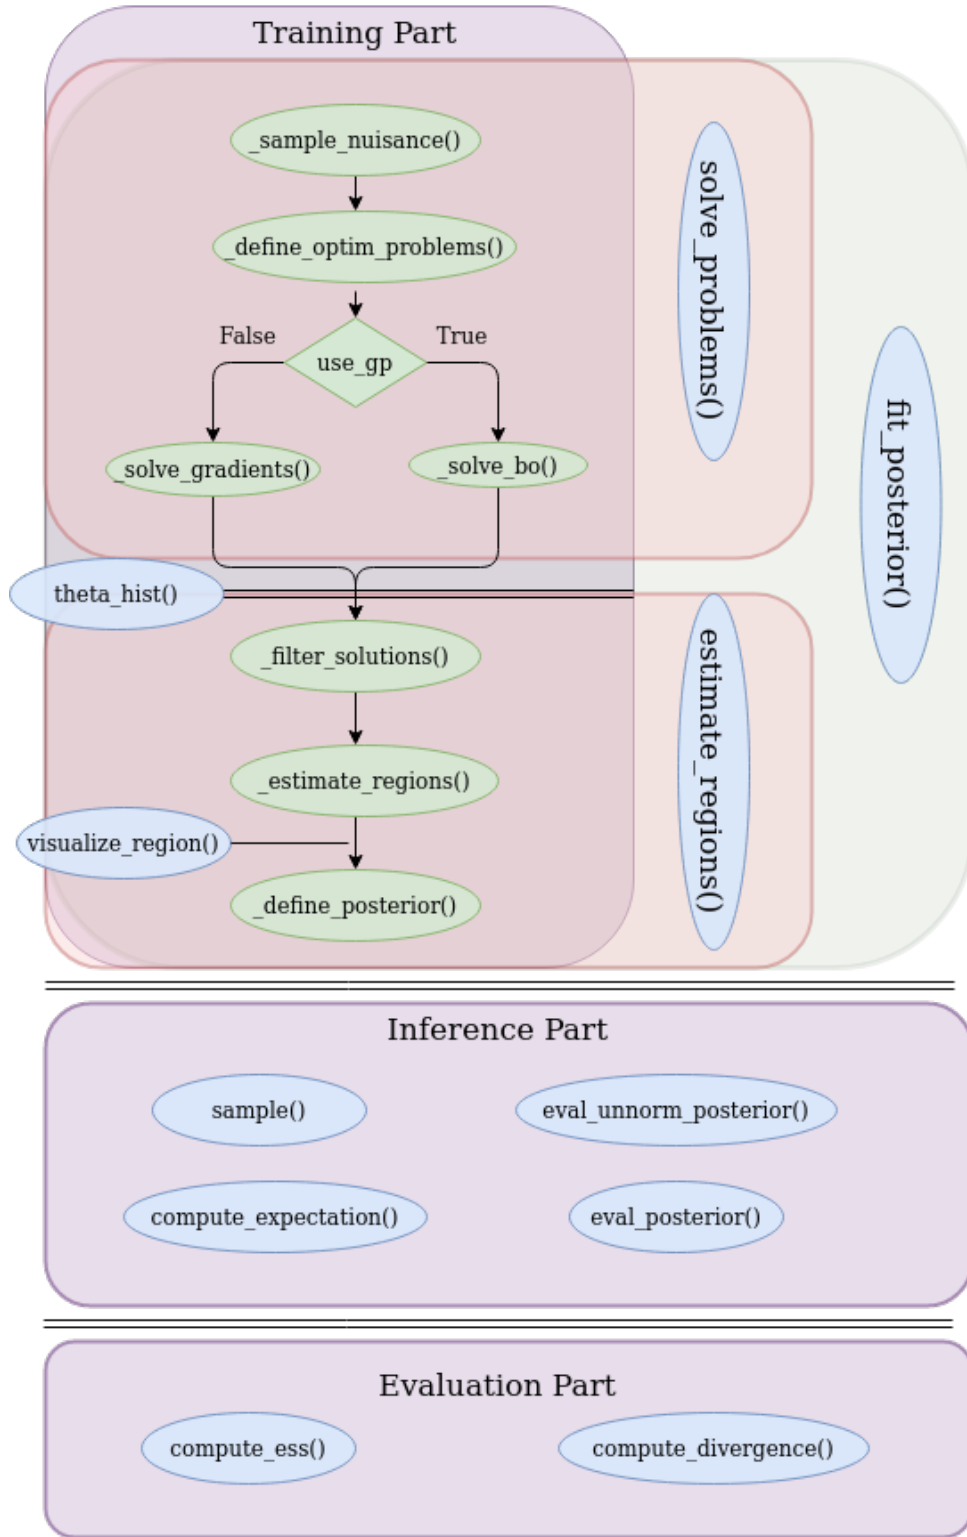 Training Part
_sample_nuisance()
_define_optim_problems()
False
True
use_gp
_solve_gradients()
_solve_bo()
solve_problems()
fit_posterior()
theta_hist()
_filter_solutions()
_estimate_regions()
estimate_regions()
visualize_region()
_define_posterior()
Inference Part
sample()
eval_unnorm_posterior()
compute_expectation()
eval_posterior()
Evaluation Part
compute_ess()
compute_divergence()